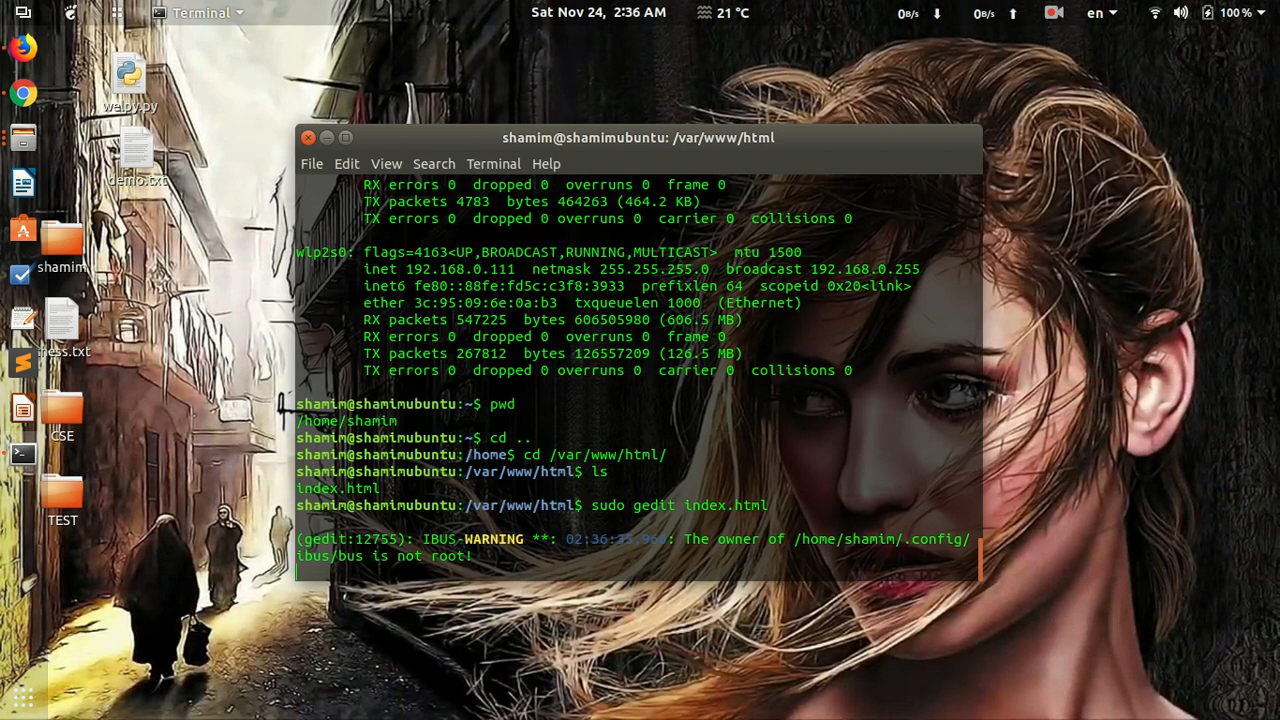 Terminal
Sat Nov 24, 2:36 AM
21 °C
0B/s
0B/s
en
100 %
welpy.py
demo.txt
shamim
ness.txt
CSE
TEST
shamim@shamimubuntu: /var/www/html
File Edit View Search Terminal Help
RX errors 0 dropped 0 overruns 0 frame 0
TX packets 4783 bytes 464263 (464.2 KB)
TX errors 0 dropped 0 overruns 0 carrier 0 collisions 0
wlp2s0: flags=4163<UP,BROADCAST,RUNNING,MULTICAST> mtu 1500
inet 192.168.0.111 netmask 255.255.255.0 broadcast 192.168.0.255
inet6 fe80::88fe:fd5c:c3f8:3933 prefixlen 64 scopeid 0x20<link>
ether 3c:95:09:6e:0a:b3 txqueuelen 1000 (Ethernet)
RX packets 547225 bytes 606505980 (606.5 MB)
RX errors 0 dropped 0 overruns 0 frame 0
TX packets 267812 bytes 126557209 (126.5 MB)
TX errors 0 dropped 0 overruns 0 carrier 0 collisions 0
shamim@shamimubuntu:~$ pwd
/home/shamim
shamim@shamimubuntu:~$ cd ..
shamim@shamimubuntu:/home$ cd /var/www/html/
shamim@shamimubuntu:/var/www/html$ ls
index.html
shamim@shamimubuntu:/var/www/html$ sudo gedit index.html
(gedit:12755): IBUS-WARNING **: The owner of /home/shamim/.config/
ibus/bus is not root!